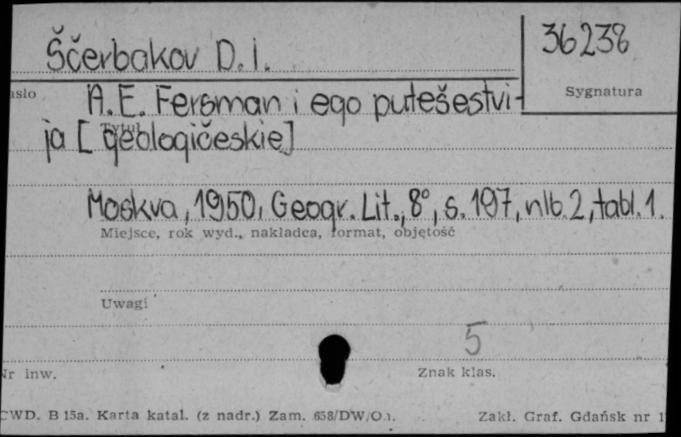 Ščerbakov D. I.
36238
Sygnatura
asło
A. E. Fersman i ego putešestvi-
ja [geologičeskie]
Tytuł
Moskva, 1950, Geogr. Lit., 8°, s. 197, nlb. 2, tabl. 1.
Miejsce, rok wyd., nakładca, format, objętość
Uwagi
5
Nr inw.
Znak klas.
CWD. B 15a. Karta katal. (z nadr.) Zam. 658/DW/O.
Zakł. Graf. Gdańsk nr 1